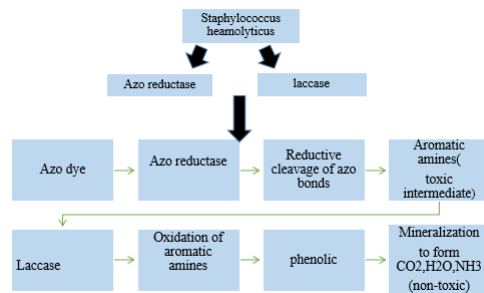 Staphylococcus
heamolyticus
Azo reductase
laccase
Azo dye
Azo reductase
Reductive
cleavage of azo
bonds
Aromatic
amines(
toxic
intermediate)
Laccase
Oxidation of
aromatic
amines
phenolic
Mineralization
to form
CO2,H2O,NH3
(non-toxic)